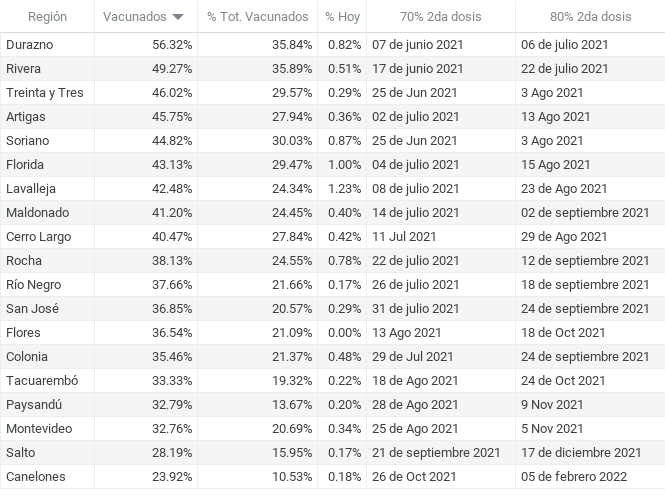 Región Vacunados % Tot. Vacunados % Hoy 70% 2da dosis 80% 2da dosis
Durazno 56.32% 35.84% 0.82% 07 de junio 2021 06 de julio 2021
Rivera 49.27% 35.89% 0.51% 17 de junio 2021 22 de julio 2021
Treinta y Tres 46.02% 29.57% 0.29% 25 de Jun 2021 3 Ago 2021
Artigas 45.75% 27.94% 0.36% 02 de julio 2021 13 Ago 2021
Soriano 44.82% 30.03% 0.87% 25 de Jun 2021 3 Ago 2021
Florida 43.13% 29.47% 1.00% 04 de julio 2021 15 Ago 2021
Lavalleja 42.48% 24.34% 1.23% 08 de julio 2021 23 de Ago 2021
Maldonado 41.20% 24.45% 0.40% 14 de julio 2021 02 de septiembre 2021
Cerro Largo 40.47% 27.84% 0.42% 11 Jul 2021 29 de Ago 2021
Rocha 38.13% 24.55% 0.78% 22 de julio 2021 12 de septiembre 2021
Río Negro 37.66% 21.66% 0.17% 26 de julio 2021 18 de septiembre 2021
San José 36.85% 20.57% 0.29% 31 de julio 2021 24 de septiembre 2021
Flores 36.54% 21.09% 0.00% 13 Ago 2021 18 de Oct 2021
Colonia 35.46% 21.37% 0.48% 29 de Jul 2021 24 de septiembre 2021
Tacuarembó 33.33% 19.32% 0.22% 18 de Ago 2021 24 de Oct 2021
Paysandú 32.79% 13.67% 0.20% 28 de Ago 2021 9 Nov 2021
Montevideo 32.76% 20.69% 0.34% 25 de Ago 2021 5 Nov 2021
Salto 28.19% 15.95% 0.17% 21 de septiembre 2021 17 de diciembre 2021
Canelones 23.92% 10.53% 0.18% 26 de Oct 2021 05 de febrero 2022